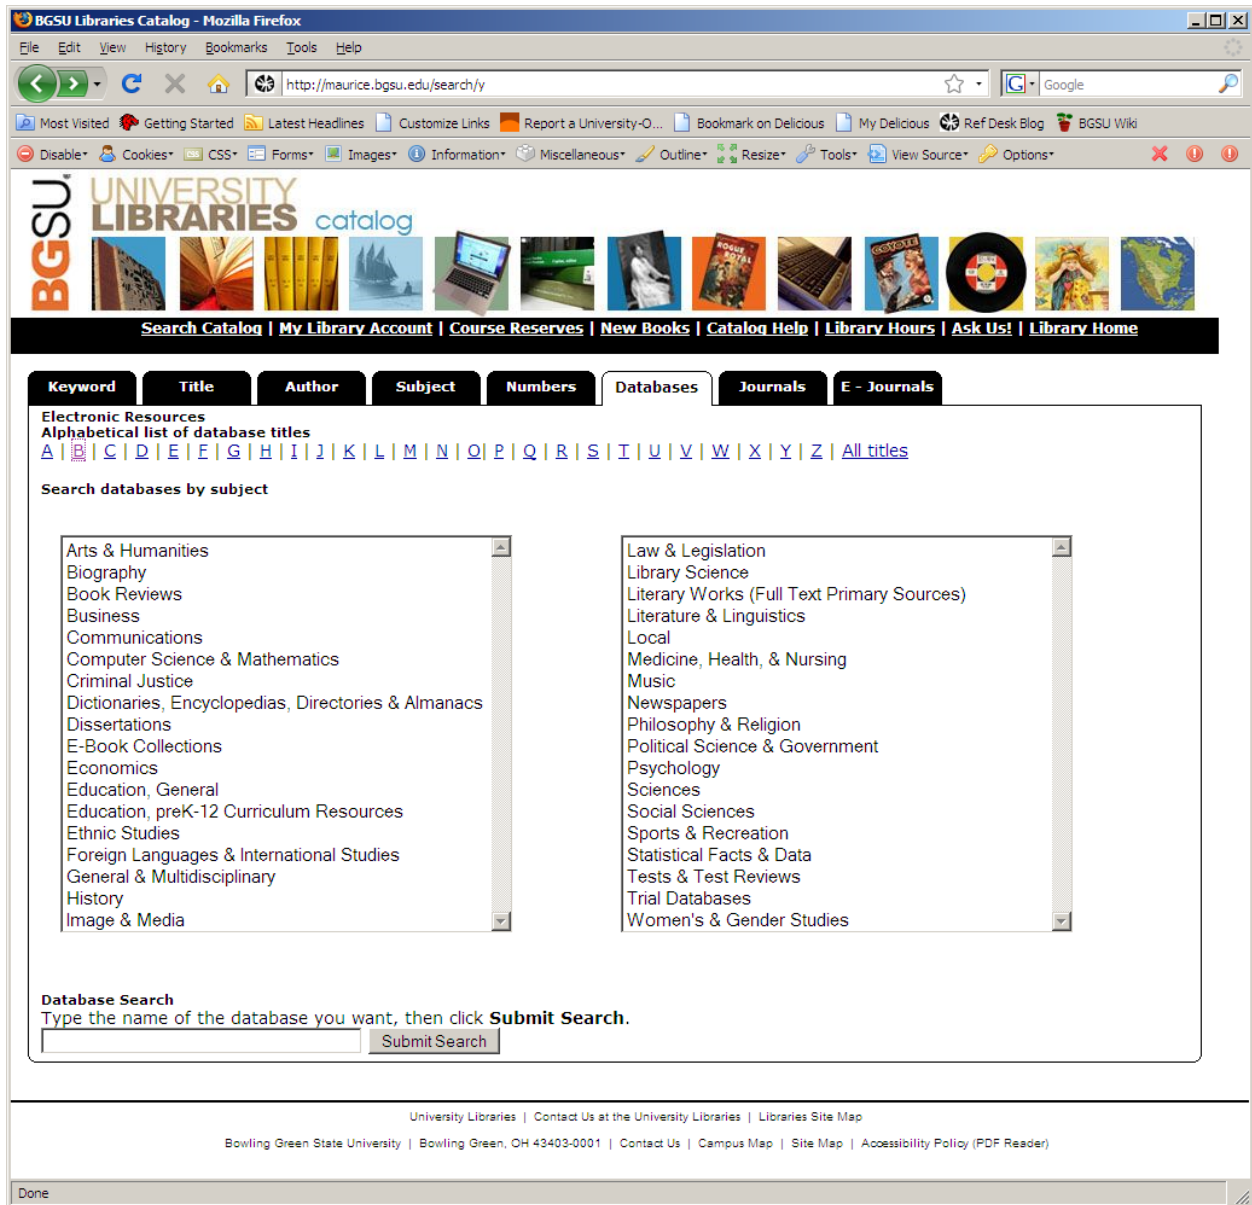 BGSU Libraries Catalog - Mozilla Firefox
File Edit View History Bookmarks Tools Help
http://maurice.bgsu.edu/search/y
G Google
Most Visited Getting Started Latest Headlines Customize Links Report a University-O... Bookmark on Delicious My Delicious Ref Desk Blog BGSU Wiki
Disable Cookies CSS Forms Images Information Miscellaneous Outline Resize Tools View Source Options
BGSU
UNIVERSITY
LIBRARIES catalog
ROGUE ROYAL
COYOTE
Search Catalog | My Library Account | Course Reserves | New Books | Catalog Help | Library Hours | Ask Us! | Library Home
Keyword Title Author Subject Numbers Databases Journals E - Journals
Electronic Resources
Alphabetical list of database titles
A | B | C | D | E | F | G | H | I | J | K | L | M | N | O| P | Q | R | S | T | U | V | W | X | Y | Z | All titles
Search databases by subject
Arts & Humanities
Biography
Book Reviews
Business
Communications
Computer Science & Mathematics
Criminal Justice
Dictionaries, Encyclopedias, Directories & Almanacs
Dissertations
E-Book Collections
Economics
Education, General
Education, preK-12 Curriculum Resources
Ethnic Studies
Foreign Languages & International Studies
General & Multidisciplinary
History
Image & Media
Law & Legislation
Library Science
Literary Works (Full Text Primary Sources)
Literature & Linguistics
Local
Medicine, Health, & Nursing
Music
Newspapers
Philosophy & Religion
Political Science & Government
Psychology
Sciences
Social Sciences
Sports & Recreation
Statistical Facts & Data
Tests & Test Reviews
Trial Databases
Women's & Gender Studies
Database Search
Type the name of the database you want, then click Submit Search.
Submit Search
University Libraries | Contact Us at the University Libraries | Libraries Site Map
Bowling Green State University | Bowling Green, OH 43403-0001 | Contact Us | Campus Map | Site Map | Accessibility Policy (PDF Reader)
Done